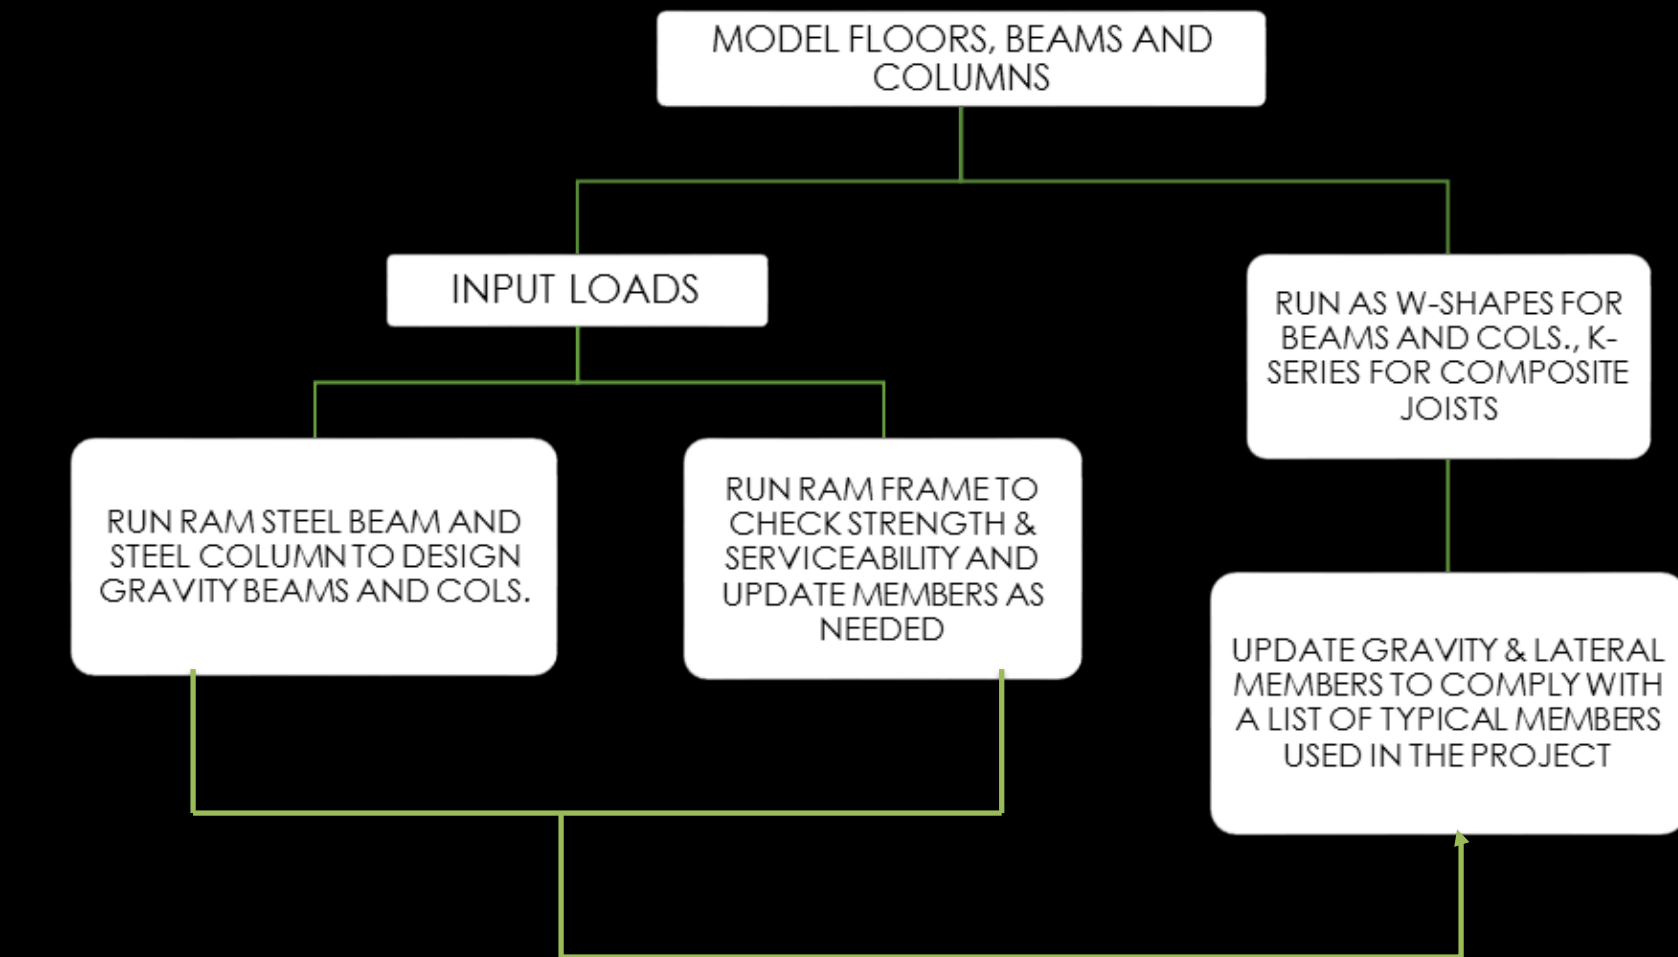 MODEL FLOORS, BEAMS AND
COLUMNS
INPUT LOADS
RUN AS W-SHAPES FOR
BEAMS AND COLS., K-
SERIES FOR COMPOSITE
JOISTS
RUN RAM STEEL BEAM AND
STEEL COLUMN TO DESIGN
GRAVITY BEAMS AND COLS.
RUN RAM FRAME TO
CHECK STRENGTH &
SERVICEABILITY AND
UPDATE MEMBERS AS
NEEDED
UPDATE GRAVITY & LATERAL
MEMBERS TO COMPLY WITH
A LIST OF TYPICAL MEMBERS
USED IN THE PROJECT